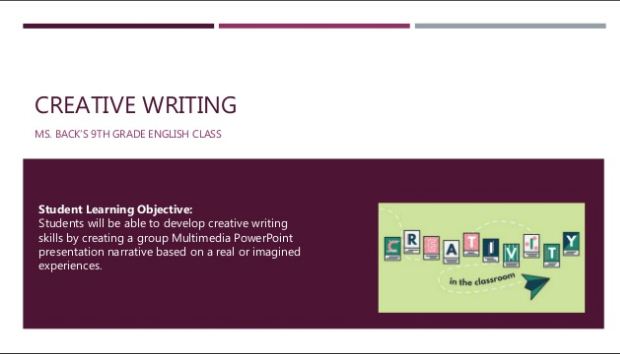 CREATIVE WRITING
MS. BACK'S 9TH GRADE ENGLISH CLASS
Student Learning Objective:
Students will be able to develop creative writing
skills by creating a group Multimedia PowerPoint
presentation narrative based on a real or imagined
experiences.
CREATIVITY
in the classroom